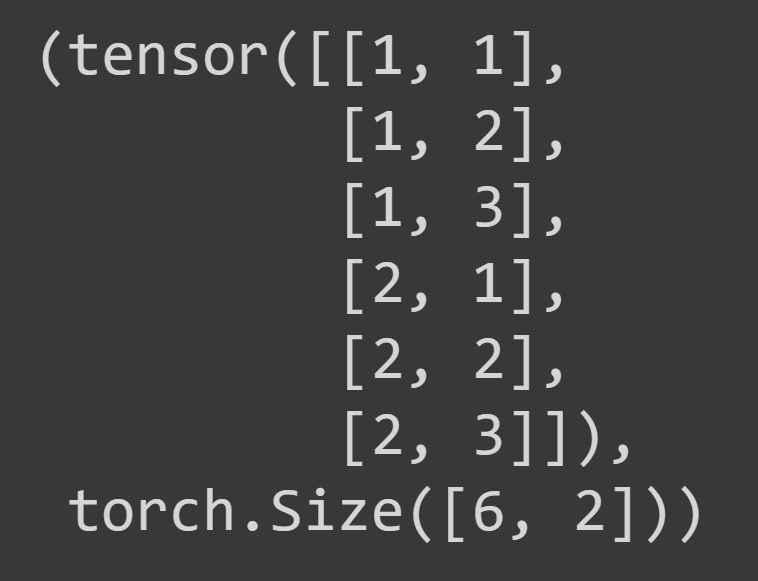 (tensor([[1, 1],
         [1, 2],
         [1, 3],
         [2, 1],
         [2, 2],
         [2, 3]]),
 torch.Size([6, 2]))